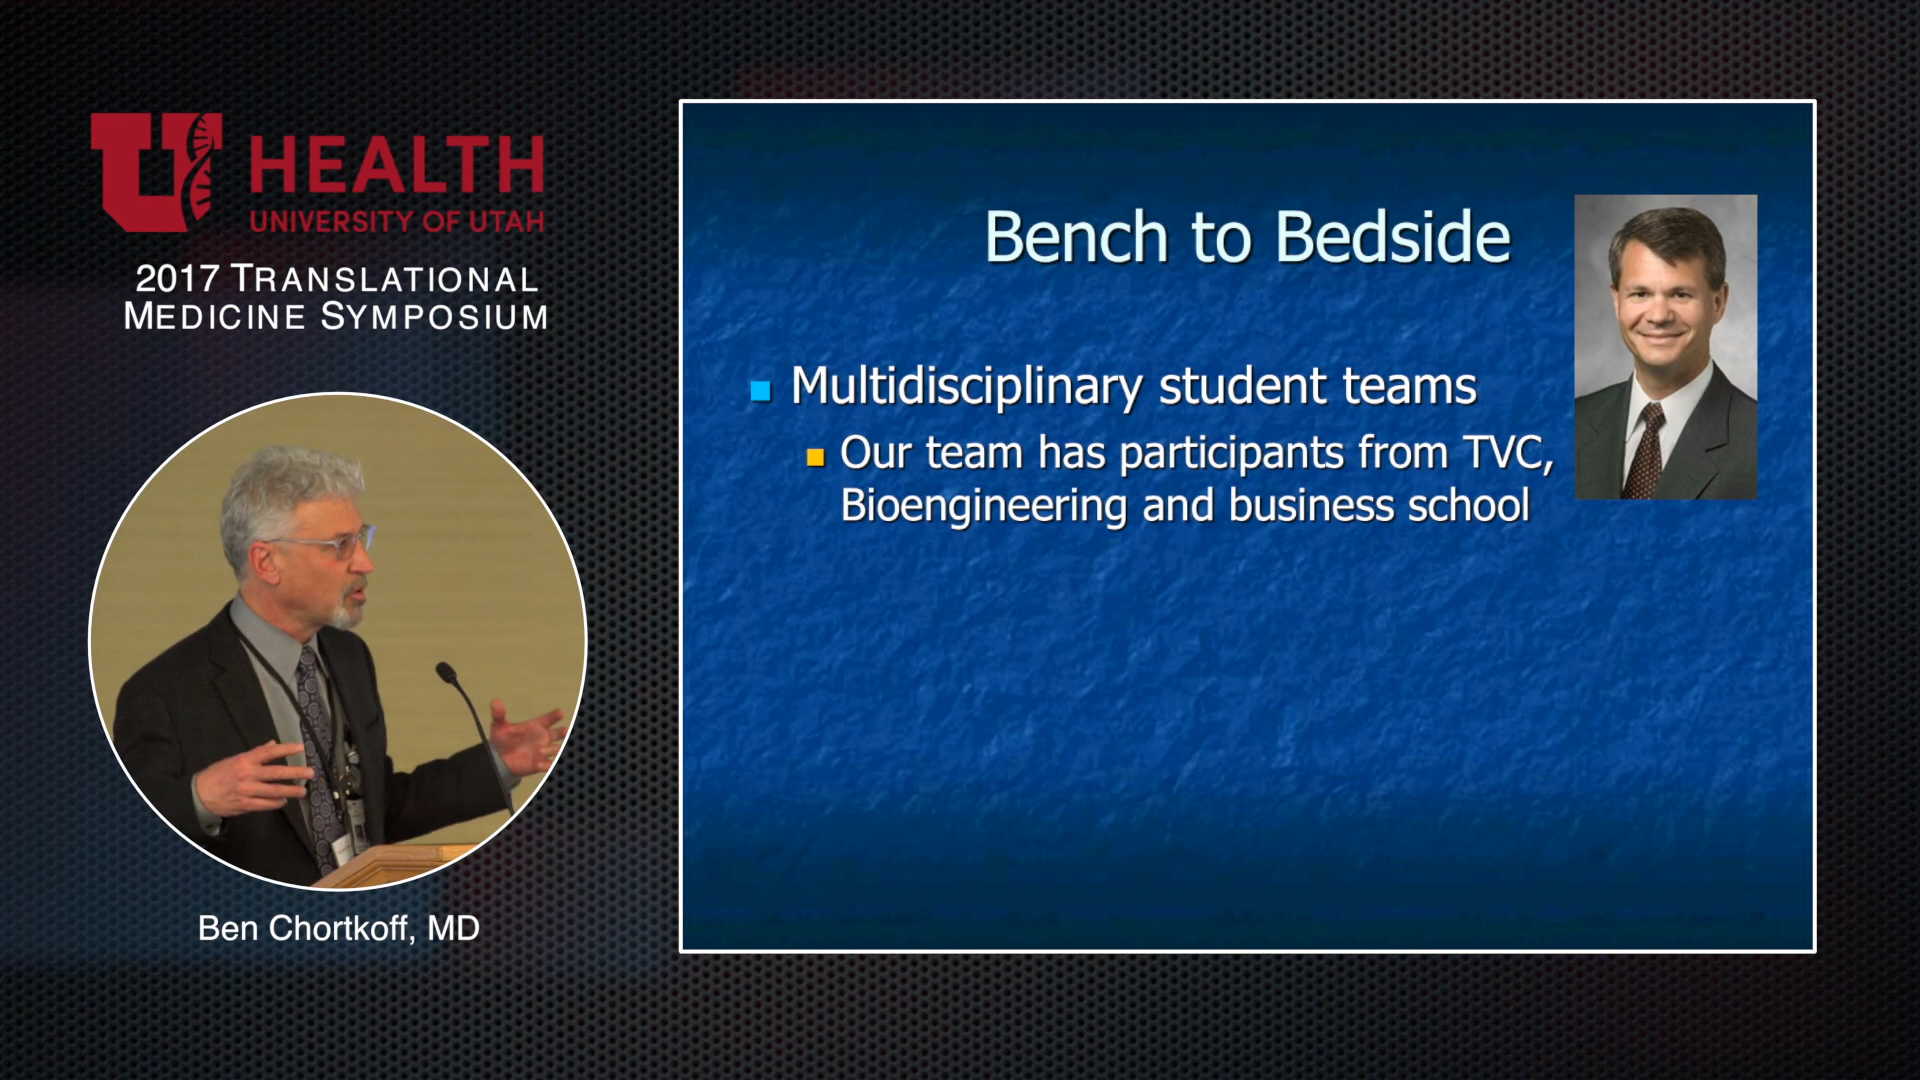 HEALTH
UNIVERSITY OF UTAH
2017 TRANSLATIONAL
MEDICINE SYMPOSIUM
Ben Chortkoff, MD
Bench to Bedside
Multidisciplinary student teams
Our team has participants from TVC,
Bioengineering and business school